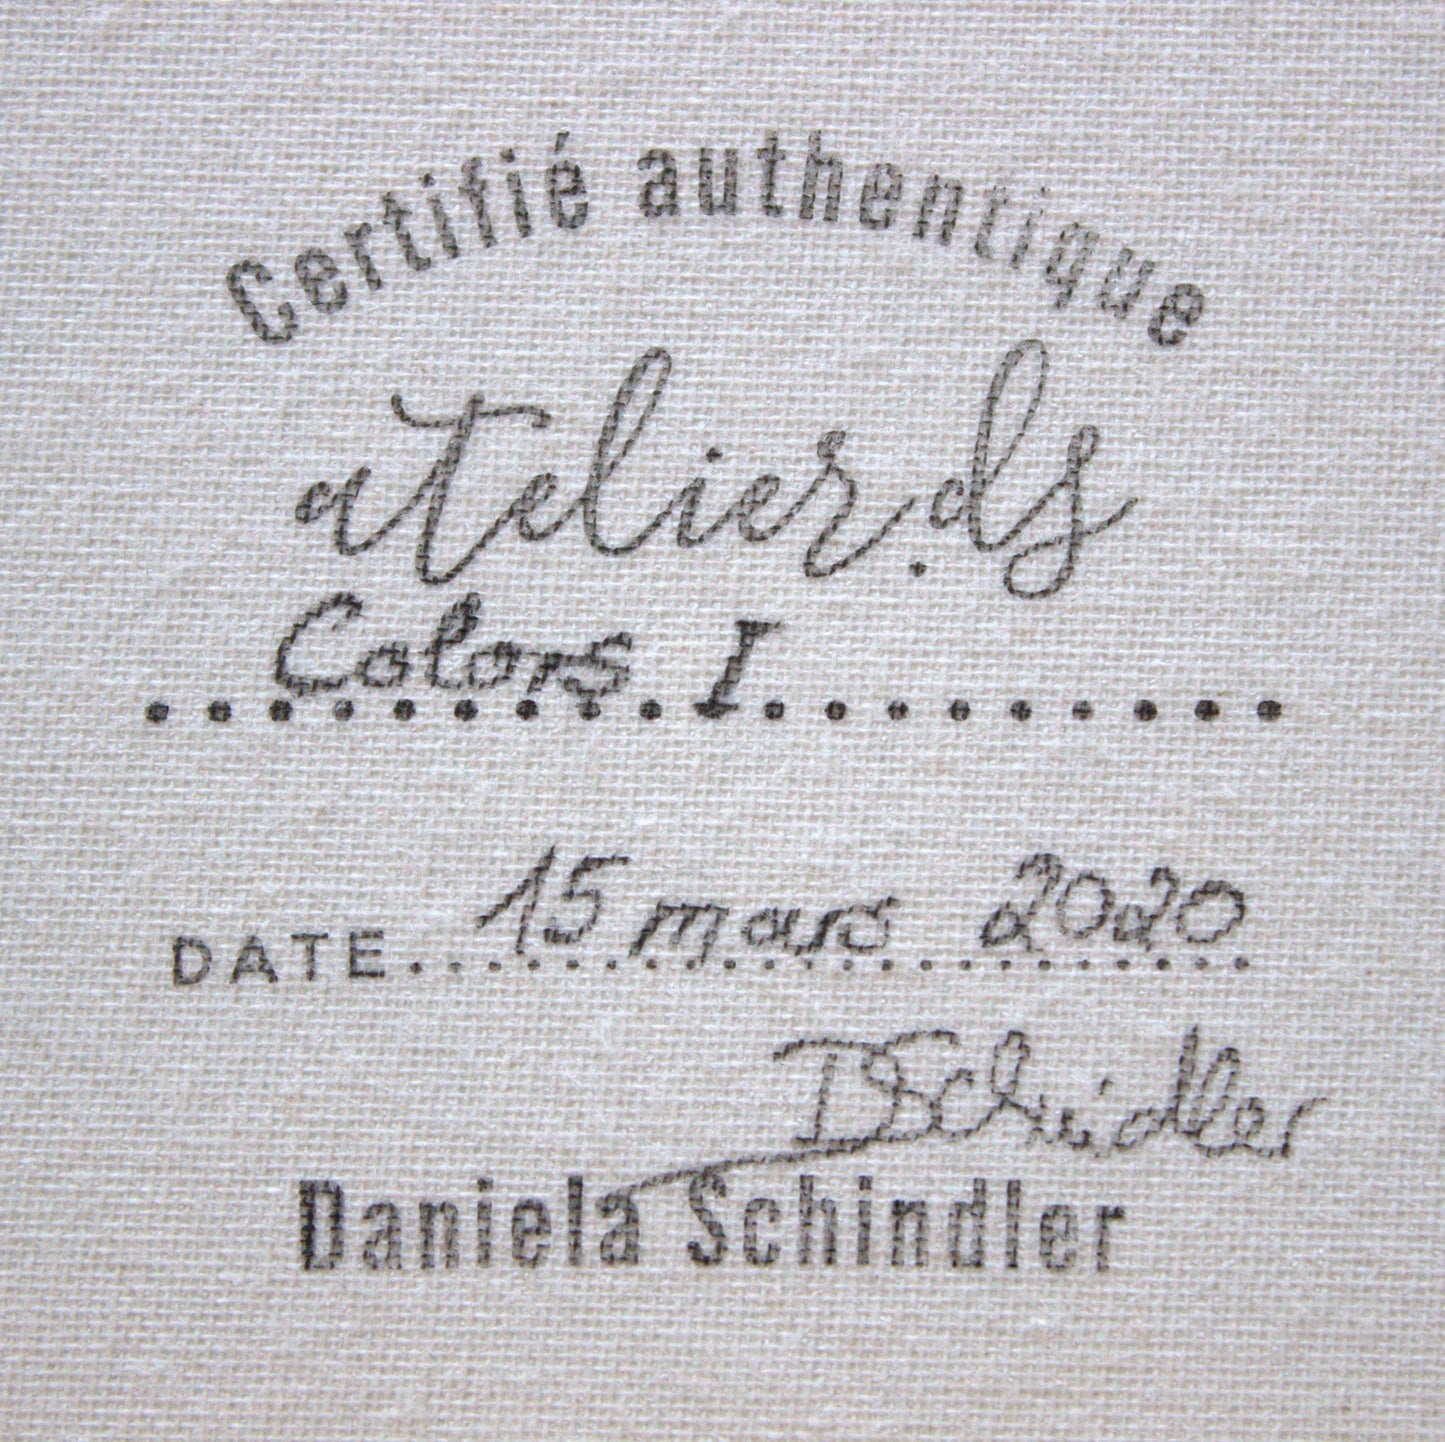 Certifié authentique
atelier.ds
Colors I
DATE 15 mars 2020
DSchindler
Daniela Schindler